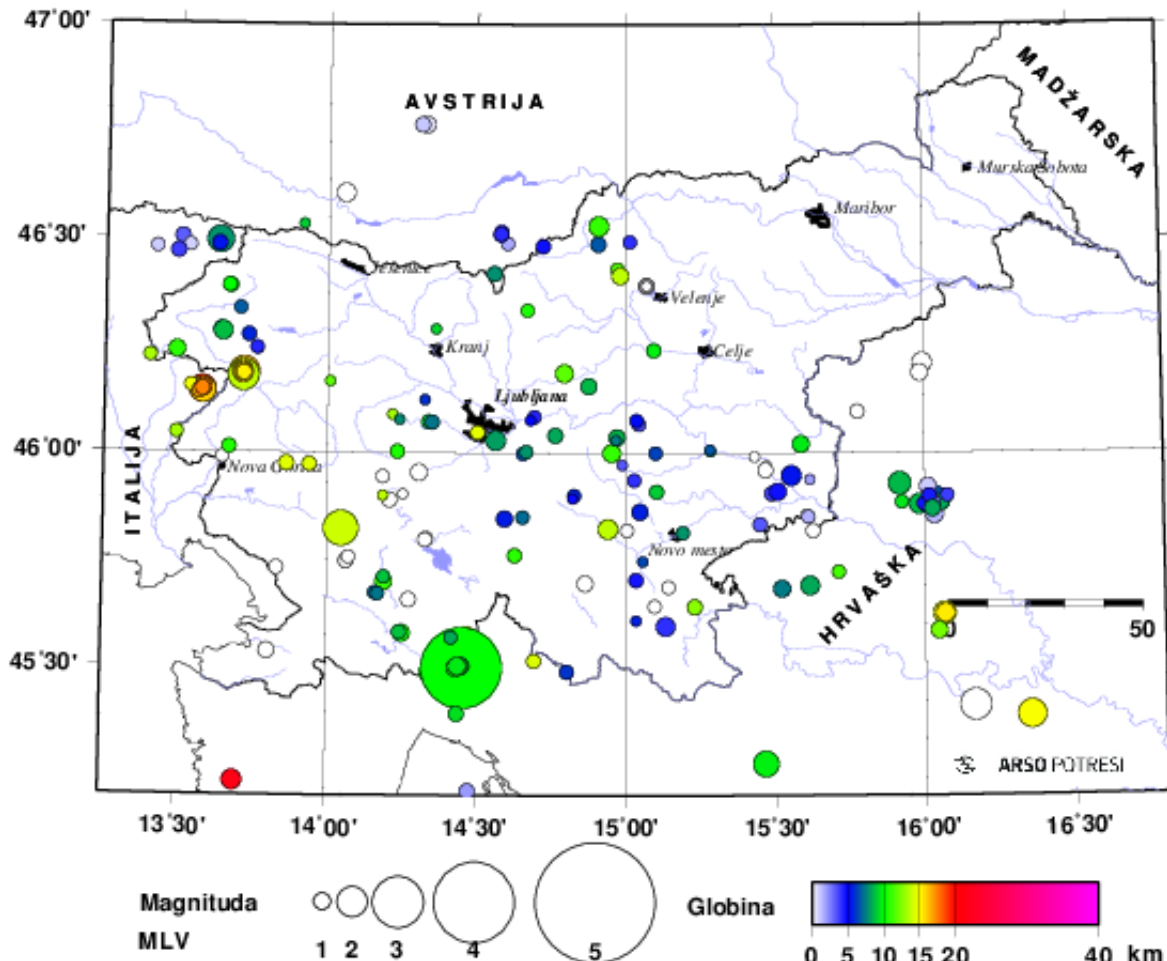 47°00'
AVSTRIJA
MADŽARSKA
Murska sobota
Maribor
46°30'
Jesenice
Velenje
Kranj
Celje
Ljubljana
46°00'
ITALIJA
Nova Gorica
Novo mesto
HRVAŠKA
0 50
45°30'
ARSO POTRESI
13°30' 14°00' 14°30' 15°00' 15°30' 16°00' 16°30'
Magnituda
MLV
1 2 3 4 5
Globina
0 5 10 15 20 40 km